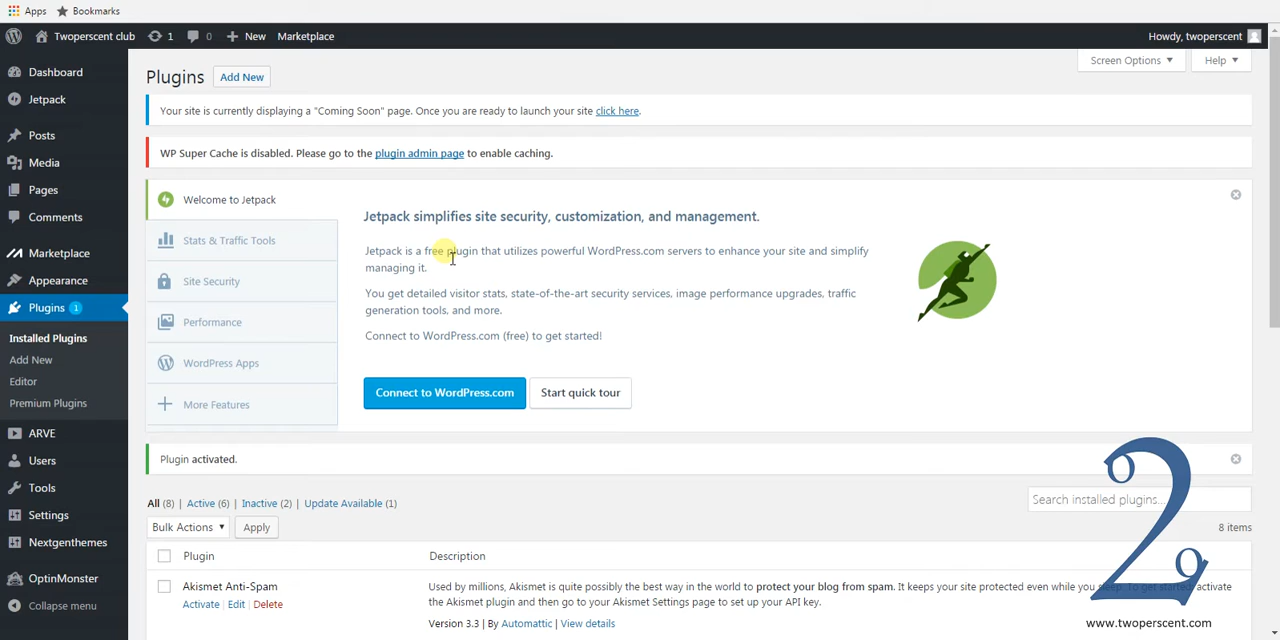 Apps Bookmarks
Twoperscent club 1 0 New Marketplace Howdy, twoperscent
Screen Options ▼ Help ▼
Dashboard
Jetpack
Posts
Media
Pages
Comments
Marketplace
Appearance
Plugins 1
Installed Plugins
Add New
Editor
Premium Plugins
ARVE
Users
Tools
Settings
Nextgenthemes
OptinMonster
Collapse menu
Plugins Add New
Your site is currently displaying a "Coming Soon" page. Once you are ready to launch your site click here.
WP Super Cache is disabled. Please go to the plugin admin page to enable caching.
Welcome to Jetpack
Stats & Traffic Tools
Site Security
Performance
WordPress Apps
More Features
Jetpack simplifies site security, customization, and management.
Jetpack is a free plugin that utilizes powerful WordPress.com servers to enhance your site and simplify
managing it.
You get detailed visitor stats, state-of-the-art security services, image performance upgrades, traffic
generation tools, and more.
Connect to WordPress.com (free) to get started!
Connect to WordPress.com Start quick tour
Plugin activated.
All (8) | Active (6) | Inactive (2) | Update Available (1)
Search installed plugins...
Bulk Actions ▼ Apply
8 items
Plugin Description
Akismet Anti-Spam
Activate | Edit | Delete
Used by millions, Akismet is quite possibly the best way in the world to protect your blog from spam. It keeps your site protected even while you sleep. To get started: activate
the Akismet plugin and then go to your Akismet Settings page to set up your API key.
Version 3.3 | By Automattic | View details
2
www.twoperscent.com